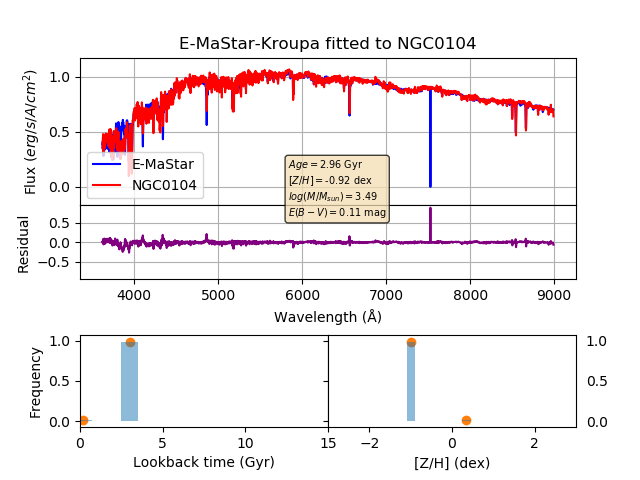 E-MaStar-Kroupa fitted to NGC0104
Flux (erg/s/A/cm²)
1.0
0.5
0.0
E-MaStar
NGC0104
Age = 2.96 Gyr
[Z/H] = -0.92 dex
log(M/M_sun) = 3.49
E(B − V) = 0.11 mag
Residual
0.5
0.0
−0.5
4000 5000 6000 7000 8000 9000
Wavelength (Å)
Frequency
1.0 1.0
0.5 0.5
0.0 0.0
0 5 10 15 −2 0 2
Lookback time (Gyr) [Z/H] (dex)